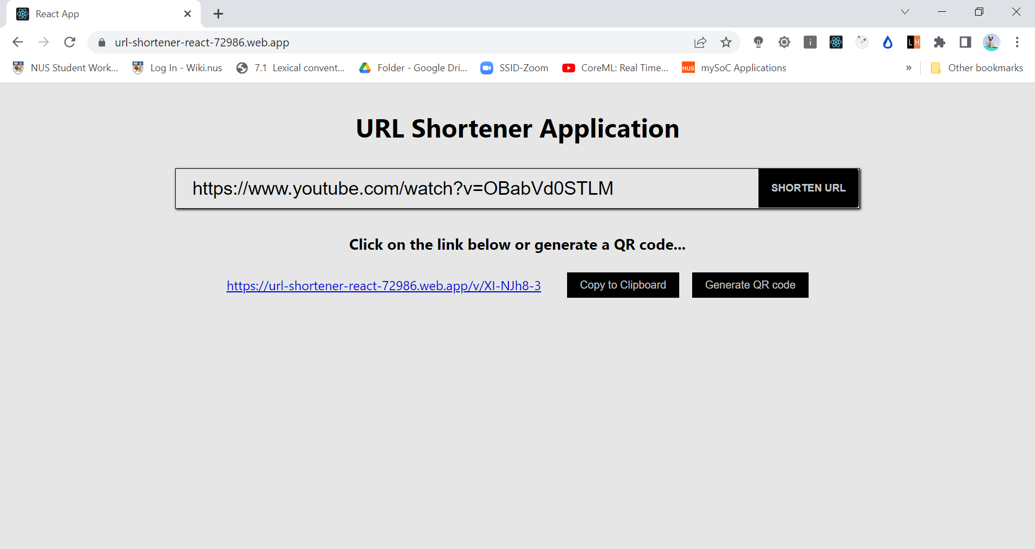 React App
url-shortener-react-72986.web.app
NUS Student Work... Log In - Wiki.nus 7.1 Lexical convent... Folder - Google Dri... SSID-Zoom CoreML: Real Time... NUS mySoC Applications » Other bookmarks
URL Shortener Application
https://www.youtube.com/watch?v=OBabVd0STLM SHORTEN URL
Click on the link below or generate a QR code...
https://url-shortener-react-72986.web.app/v/XI-NJh8-3 Copy to Clipboard Generate QR code